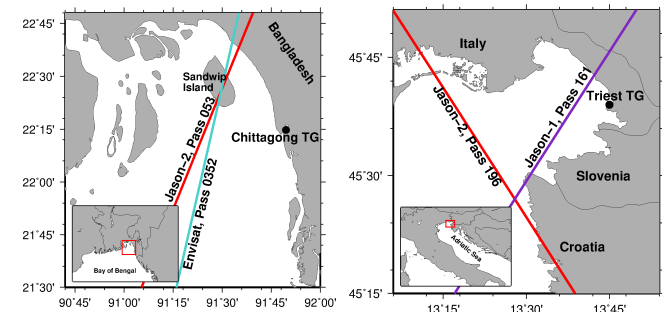 22˚45'
22˚30'
22˚15'
22˚00'
21˚45'
21˚30'
90˚45'
91˚00'
91˚15'
91˚30'
91˚45'
92˚00'
Bangladesh
Sandwip
Island
Chittagong TG
Jason−2, Pass 053
Envisat, Pass 0352
Bay of Bengal
45˚45'
45˚30'
45˚15'
13˚15'
13˚30'
13˚45'
Italy
Triest TG
Jason−1, Pass 161
Jason−2, Pass 196
Slovenia
Croatia
Adriatic Sea